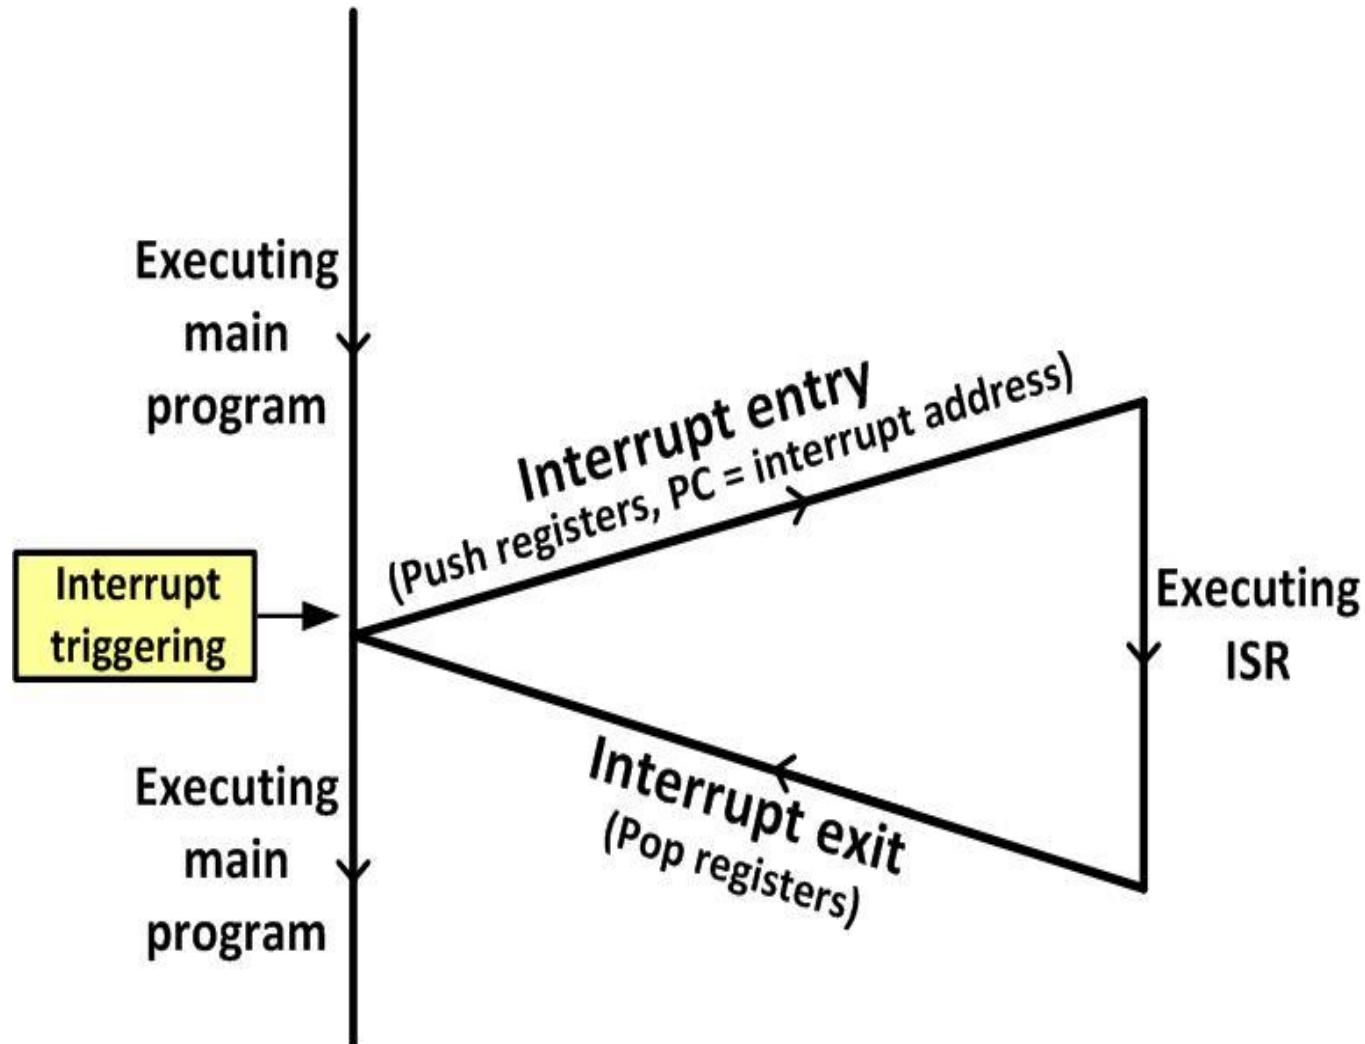 Executing
main
program
Interrupt entry
(Push registers, PC = interrupt address)
Interrupt
triggering
Executing
ISR
Executing
main
program
Interrupt exit
(Pop registers)